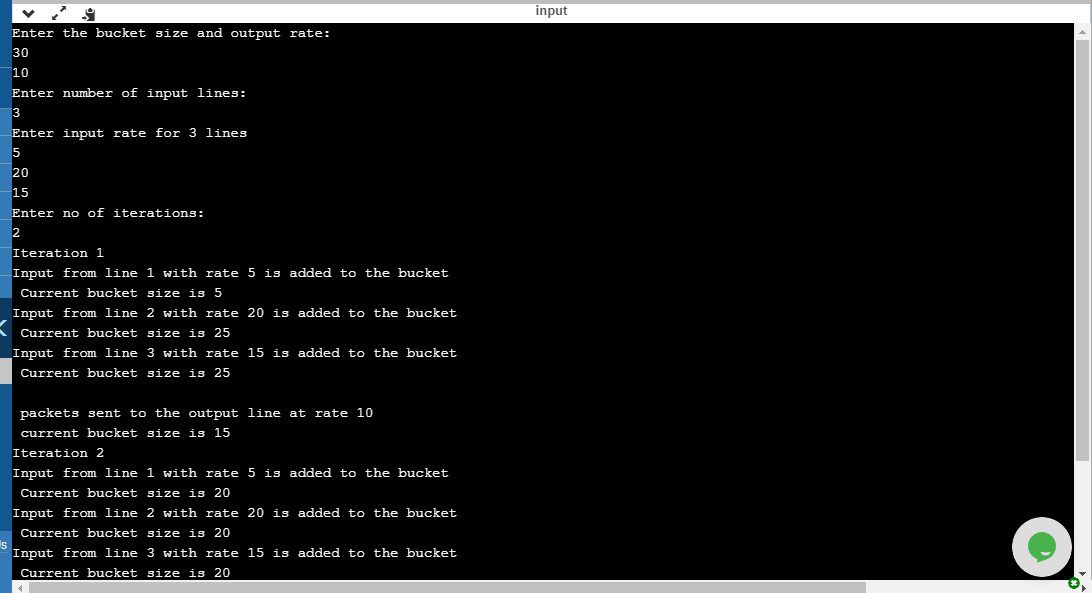 input
Enter the bucket size and output rate:
30
10
Enter number of input lines:
3
Enter input rate for 3 lines
5
20
15
Enter no of iterations:
2
Iteration 1
Input from line 1 with rate 5 is added to the bucket
Current bucket size is 5
Input from line 2 with rate 20 is added to the bucket
Current bucket size is 25
Input from line 3 with rate 15 is added to the bucket
Current bucket size is 25
packets sent to the output line at rate 10
current bucket size is 15
Iteration 2
Input from line 1 with rate 5 is added to the bucket
Current bucket size is 20
Input from line 2 with rate 20 is added to the bucket
Current bucket size is 20
Input from line 3 with rate 15 is added to the bucket
Current bucket size is 20